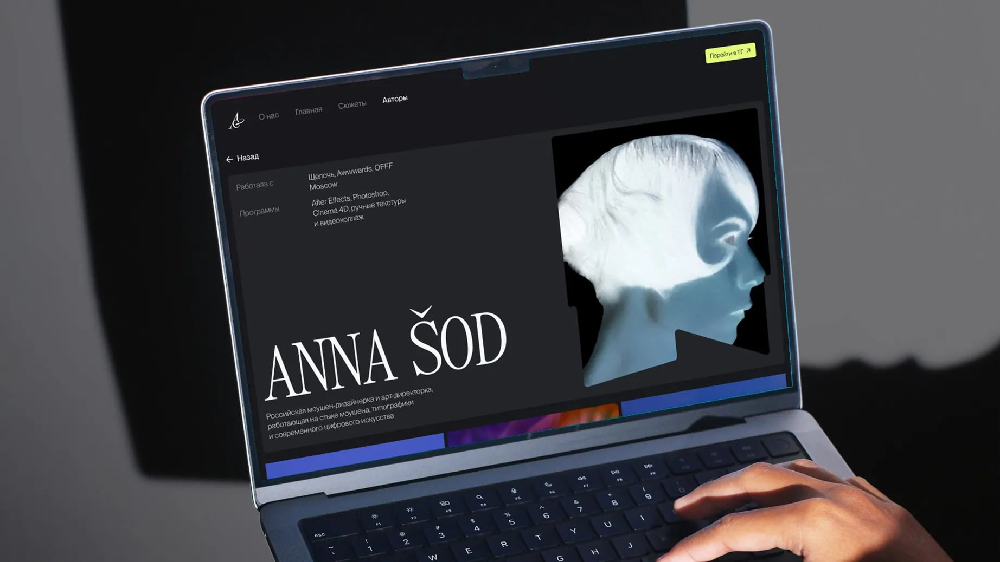 Перейти в ТГ ↗
О нас
Главная
Сюжеты
Авторы
← Назад
Работала с
Щелочь, Awwwards, OFFF
Moscow
Программы
After Effects, Photoshop,
Cinema 4D, ручные текстуры
и видеоколлаж
ANNA ŠOD
Российская моушен-дизайнерка и арт-директорка,
работающая на стыке моушена, типографики
и современного цифрового искусства
esc
F1
F2
F3
F4
F5
F6
F7
F8
F9
~ `
! 1
@ 2
# 3
$ 4
% 5
^ 6
& 7
* 8
( 9
) 0
W
E
R
T
Y
U
I
G
H
J
K